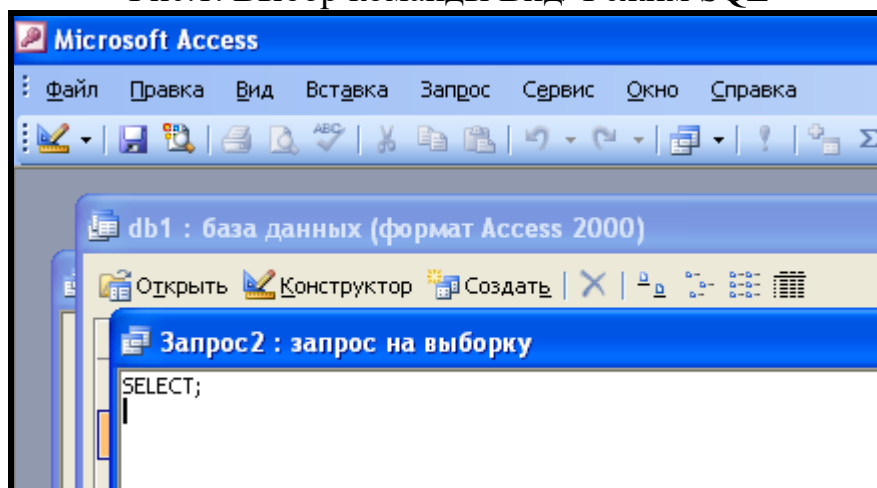 Microsoft Access
Файл Правка Вид Вставка Запрос Сервис Окно Справка
ABC
db1 : база данных (формат Access 2000)
Открыть Конструктор Создать
Запрос2 : запрос на выборку
SELECT;